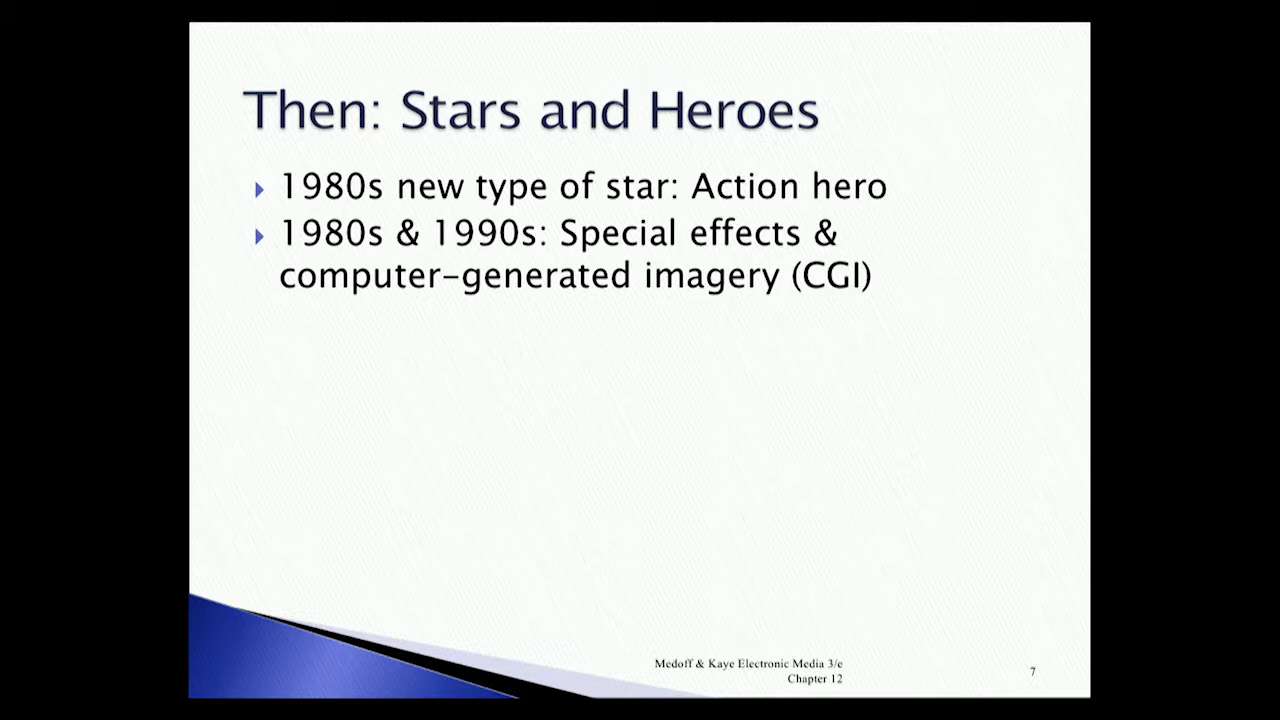 Then: Stars and Heroes
1980s new type of star: Action hero
1980s & 1990s: Special effects &
computer-generated imagery (CGI)
Medoff & Kaye Electronic Media 3/e
Chapter 12
7